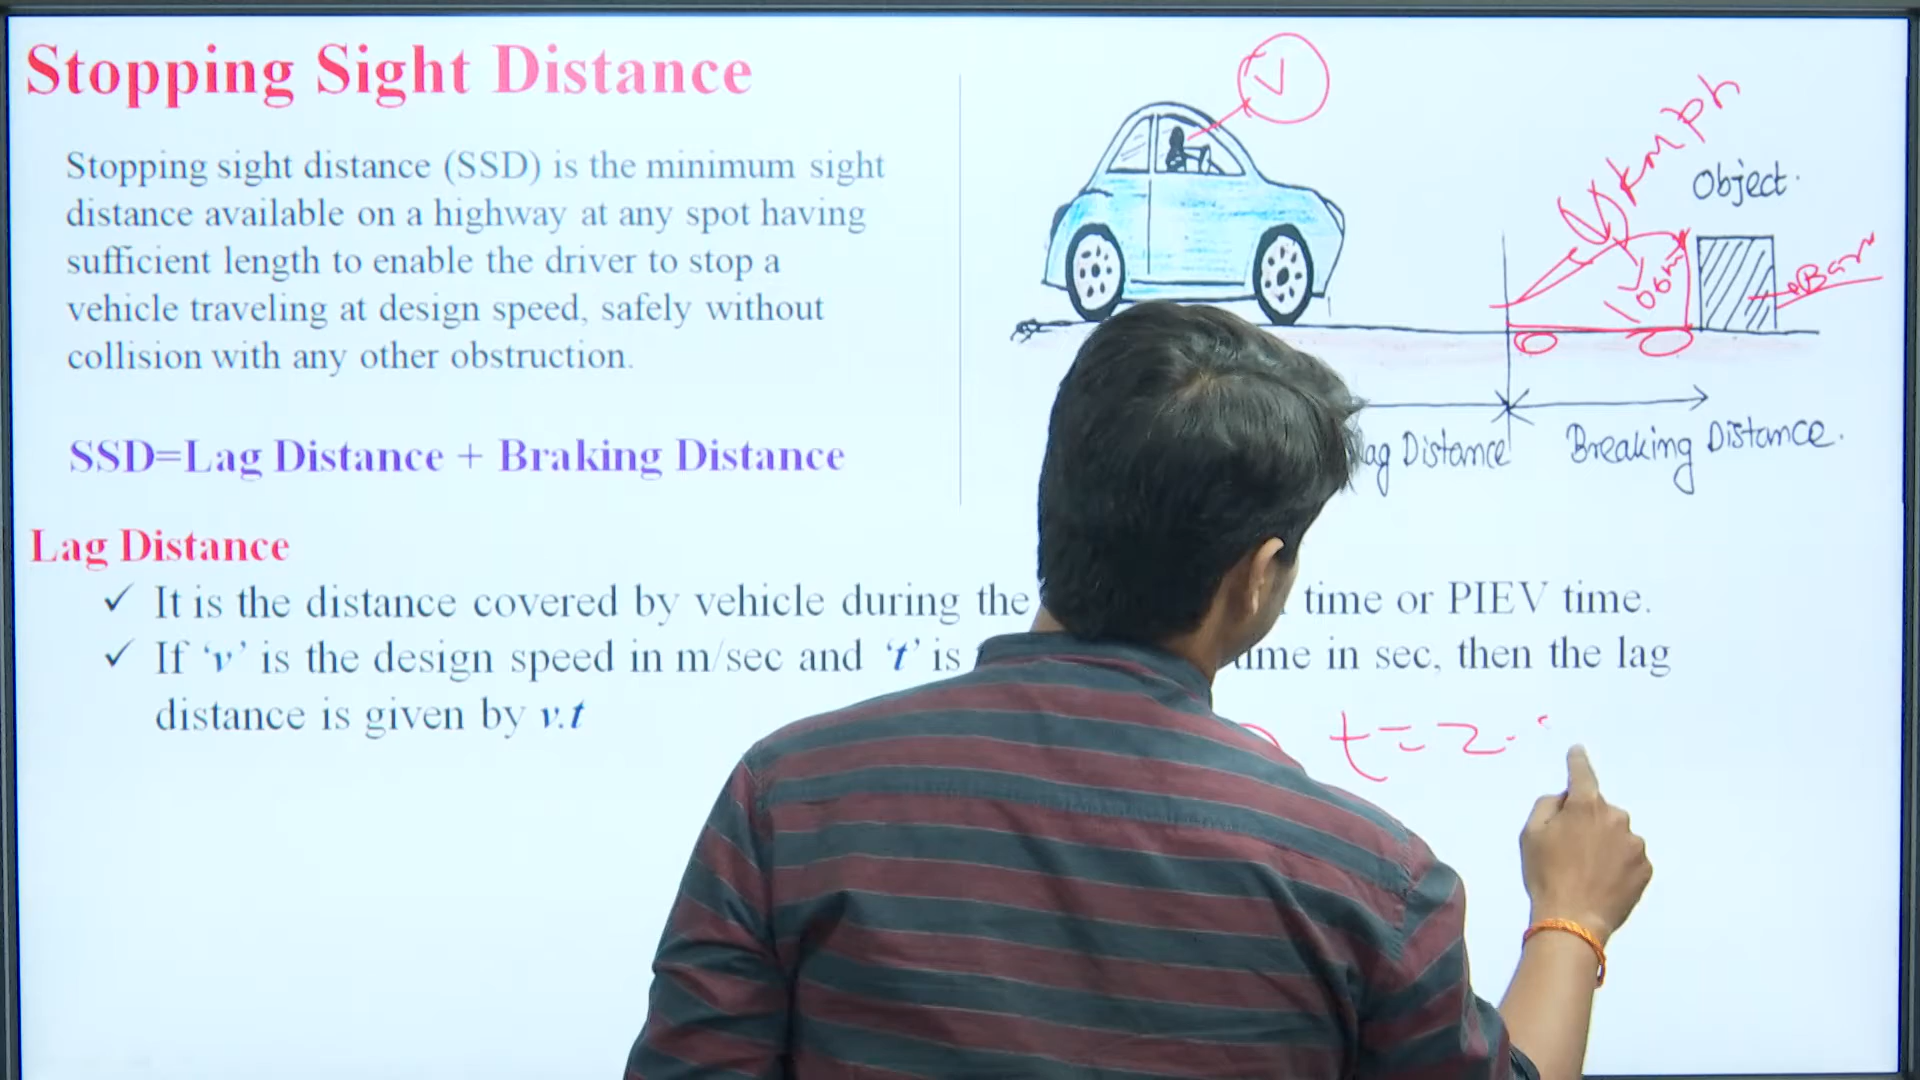 Stopping Sight Distance
Stopping sight distance (SSD) is the minimum sight
distance available on a highway at any spot having
sufficient length to enable the driver to stop a
vehicle traveling at design speed, safely without
collision with any other obstruction.
SSD=Lag Distance + Braking Distance
V
V kmph
Object.
100m
Bar
Lag Distance
Breaking Distance.
Lag Distance
✓ It is the distance covered by vehicle during the time or PIEV time.
✓ If ‘v’ is the design speed in m/sec and ‘t’ is time in sec, then the lag
distance is given by v.t
t = 2.